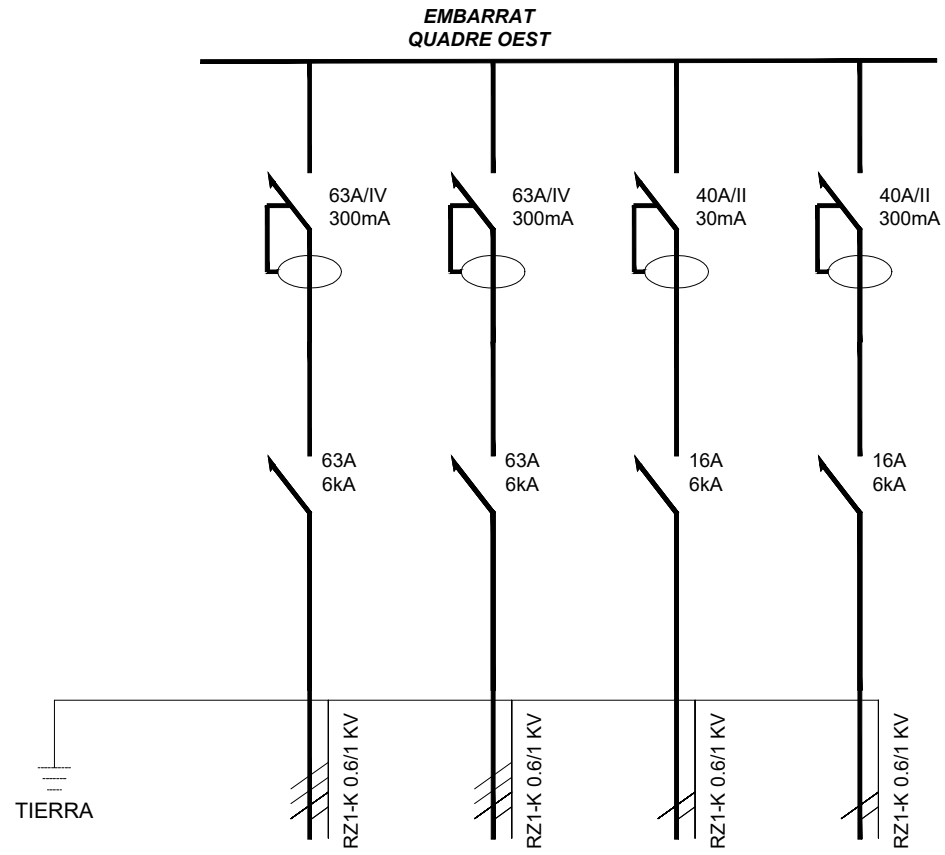 EMBARRAT
QUADRE OEST
63A/IV
300mA
63A/IV
300mA
40A/II
30mA
40A/II
300mA
63A
6kA
63A
6kA
16A
6kA
16A
6kA
TIERRA
RZ1-K 0.6/1 KV
RZ1-K 0.6/1 KV
RZ1-K 0.6/1 KV
RZ1-K 0.6/1 KV